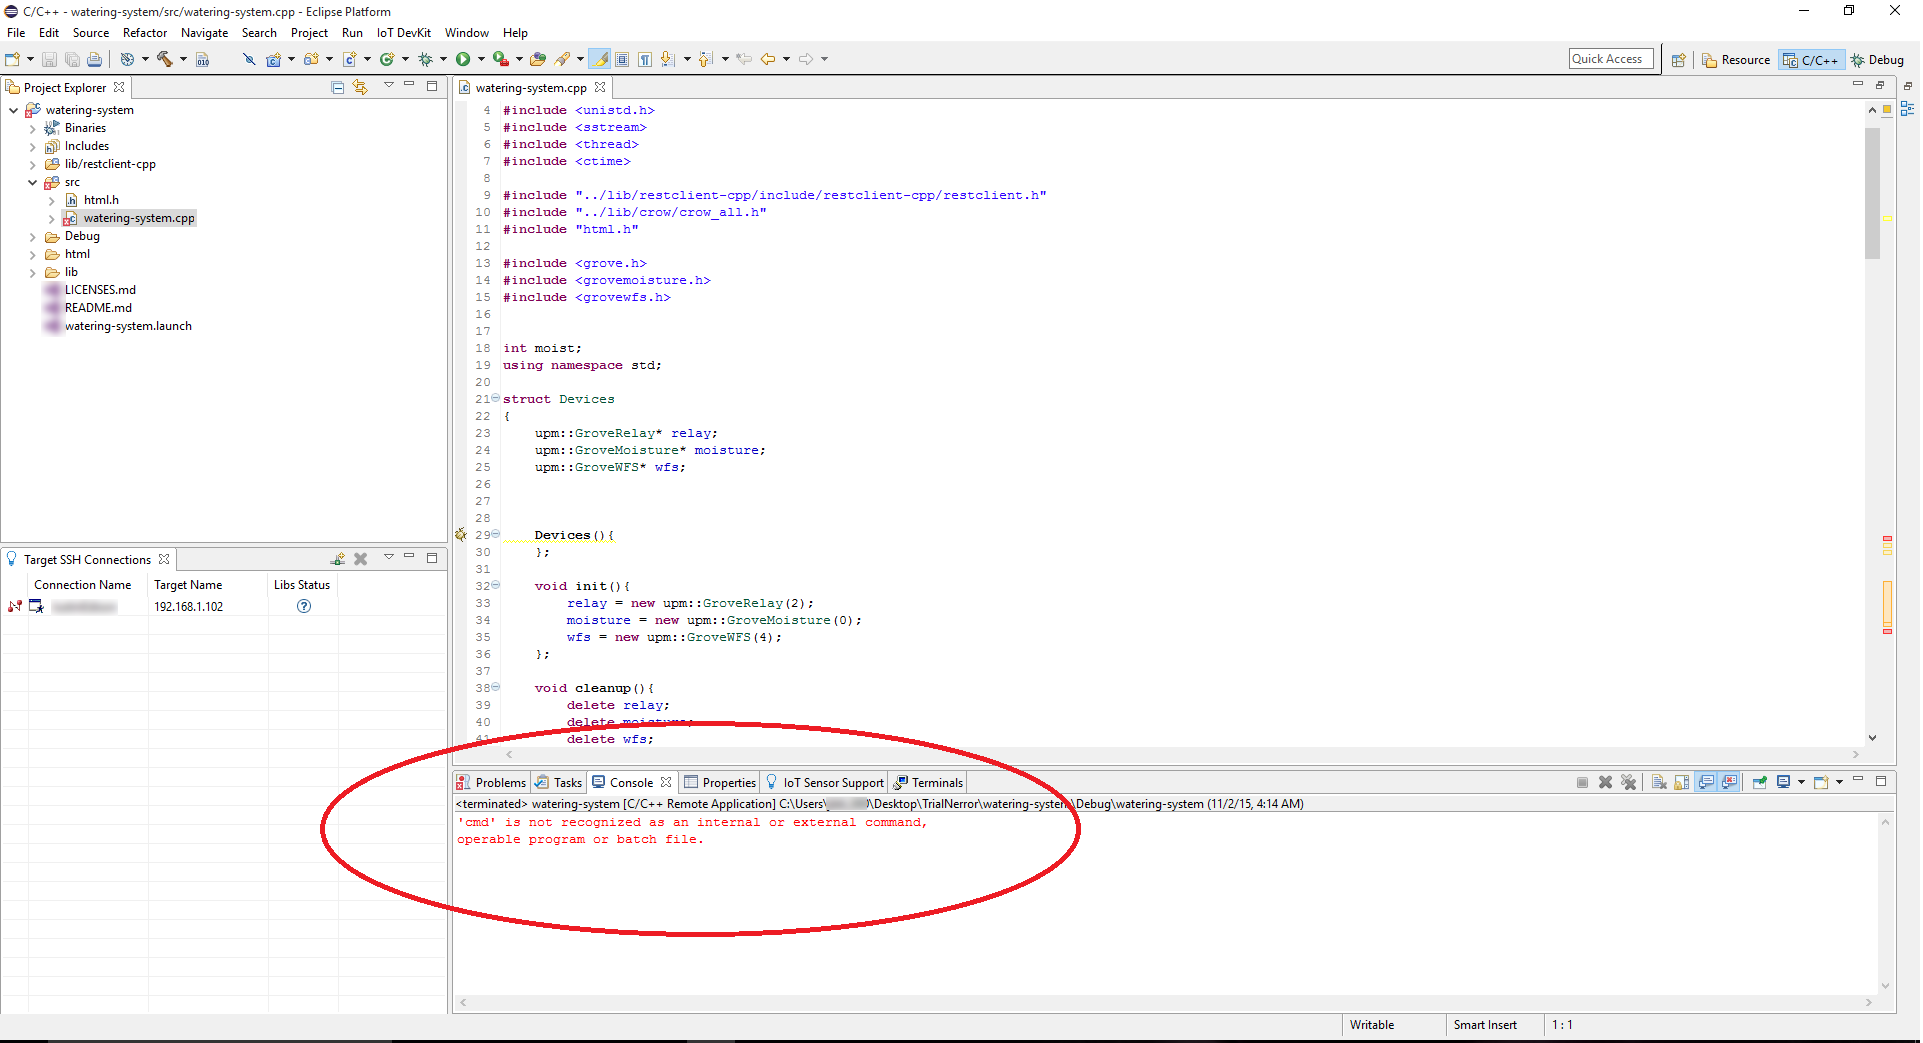 C/C++ - watering-system/src/watering-system.cpp - Eclipse Platform
File Edit Source Refactor Navigate Search Project Run IoT DevKit Window Help
Quick Access Resource C/C++ Debug
Project Explorer
watering-system
Binaries
Includes
lib/restclient-cpp
src
html.h
watering-system.cpp
Debug
html
lib
LICENSES.md
README.md
watering-system.launch
Target SSH Connections
Connection Name Target Name Libs Status
192.168.1.102
watering-system.cpp
4 #include <unistd.h>
5 #include <sstream>
6 #include <thread>
7 #include <ctime>
8
9 #include "../lib/restclient-cpp/include/restclient-cpp/restclient.h"
10 #include "../lib/crow/crow_all.h"
11 #include "html.h"
12
13 #include <grove.h>
14 #include <grovemoisture.h>
15 #include <grovewfs.h>
16
17
18 int moist;
19 using namespace std;
20
21 struct Devices
22 {
23 upm::GroveRelay* relay;
24 upm::GroveMoisture* moisture;
25 upm::GroveWFS* wfs;
26
27
28
29 Devices(){
30 };
31
32 void init(){
33 relay = new upm::GroveRelay(2);
34 moisture = new upm::GroveMoisture(0);
35 wfs = new upm::GroveWFS(4);
36 };
37
38 void cleanup(){
39 delete relay;
40 delete moisture;
41 delete wfs;
Problems Tasks Console Properties IoT Sensor Support Terminals
<terminated> watering-system [C/C++ Remote Application] C:\Users\ \Desktop\TrialNerror\watering-system\Debug\watering-system (11/2/15, 4:14 AM)
'cmd' is not recognized as an internal or external command,
operable program or batch file.
Writable Smart Insert 1 : 1